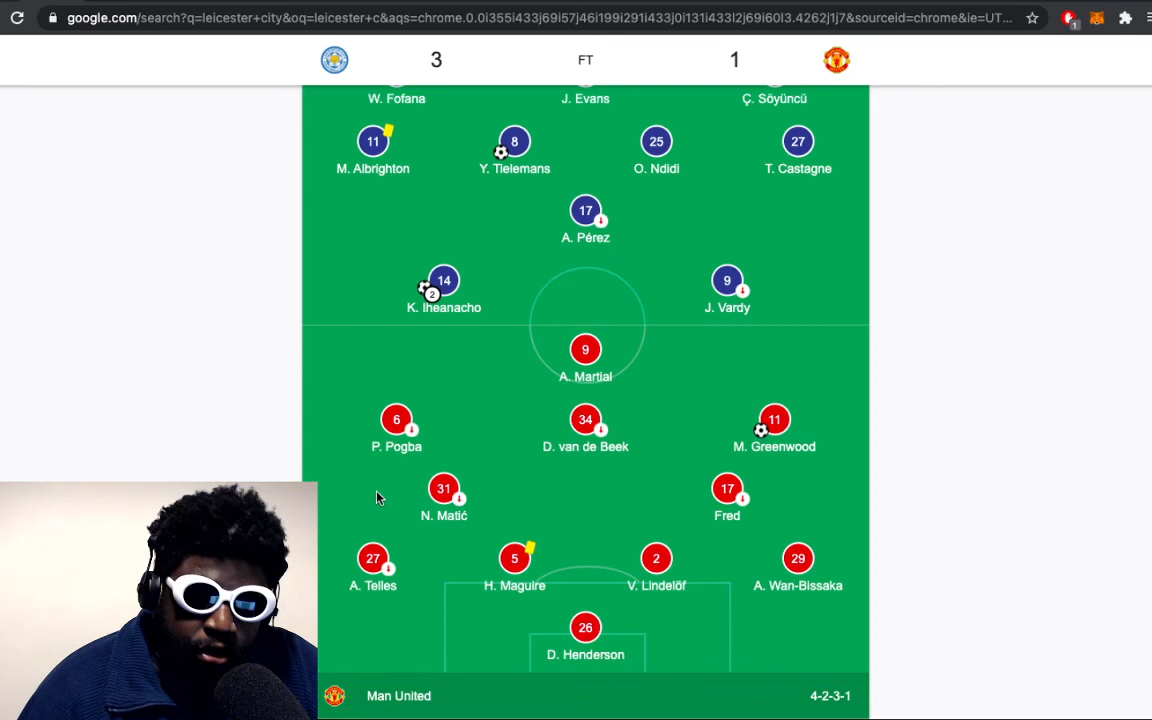 google.com/search?q=leicester+city&oq=leicester+c&aqs=chrome.0.0i355i433j69i57j46i199i291i433j0i131i433l2j69i60l3.4262j1j7&sourceid=chrome&ie=UT...
1
3 FT 1
W. Fofana J. Evans Ç. Söyüncü
11 8 25 27
M. Albrighton Y. Tielemans O. Ndidi T. Castagne
17
A. Pérez
14 9
2
K. Iheanacho J. Vardy
9
A. Martial
6 34 11
P. Pogba D. van de Beek M. Greenwood
31 17
N. Matić Fred
27 5 2 29
A. Telles H. Maguire V. Lindelöf A. Wan-Bissaka
26
D. Henderson
Man United 4-2-3-1